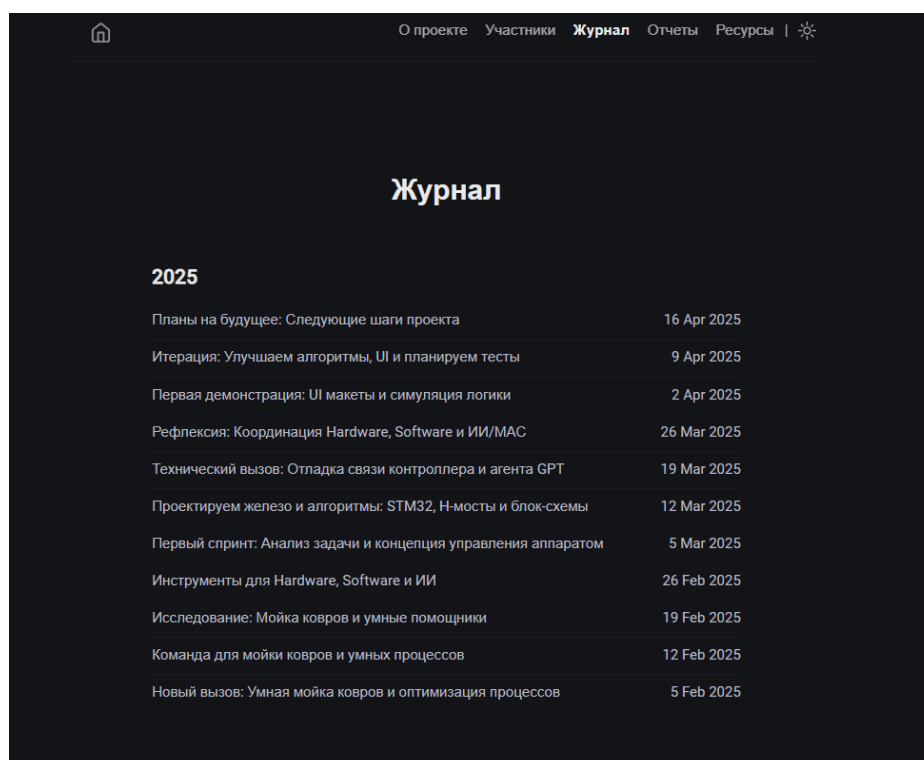 О проекте Участники Журнал Отчеты Ресурсы |
Журнал
2025
Планы на будущее: Следующие шаги проекта 16 Apr 2025
Итерация: Улучшаем алгоритмы, UI и планируем тесты 9 Apr 2025
Первая демонстрация: UI макеты и симуляция логики 2 Apr 2025
Рефлексия: Координация Hardware, Software и ИИ/МАС 26 Mar 2025
Технический вызов: Отладка связи контроллера и агента GPT 19 Mar 2025
Проектируем железо и алгоритмы: STM32, H-мосты и блок-схемы 12 Mar 2025
Первый спринт: Анализ задачи и концепция управления аппаратом 5 Mar 2025
Инструменты для Hardware, Software и ИИ 26 Feb 2025
Исследование: Мойка ковров и умные помощники 19 Feb 2025
Команда для мойки ковров и умных процессов 12 Feb 2025
Новый вызов: Умная мойка ковров и оптимизация процессов 5 Feb 2025